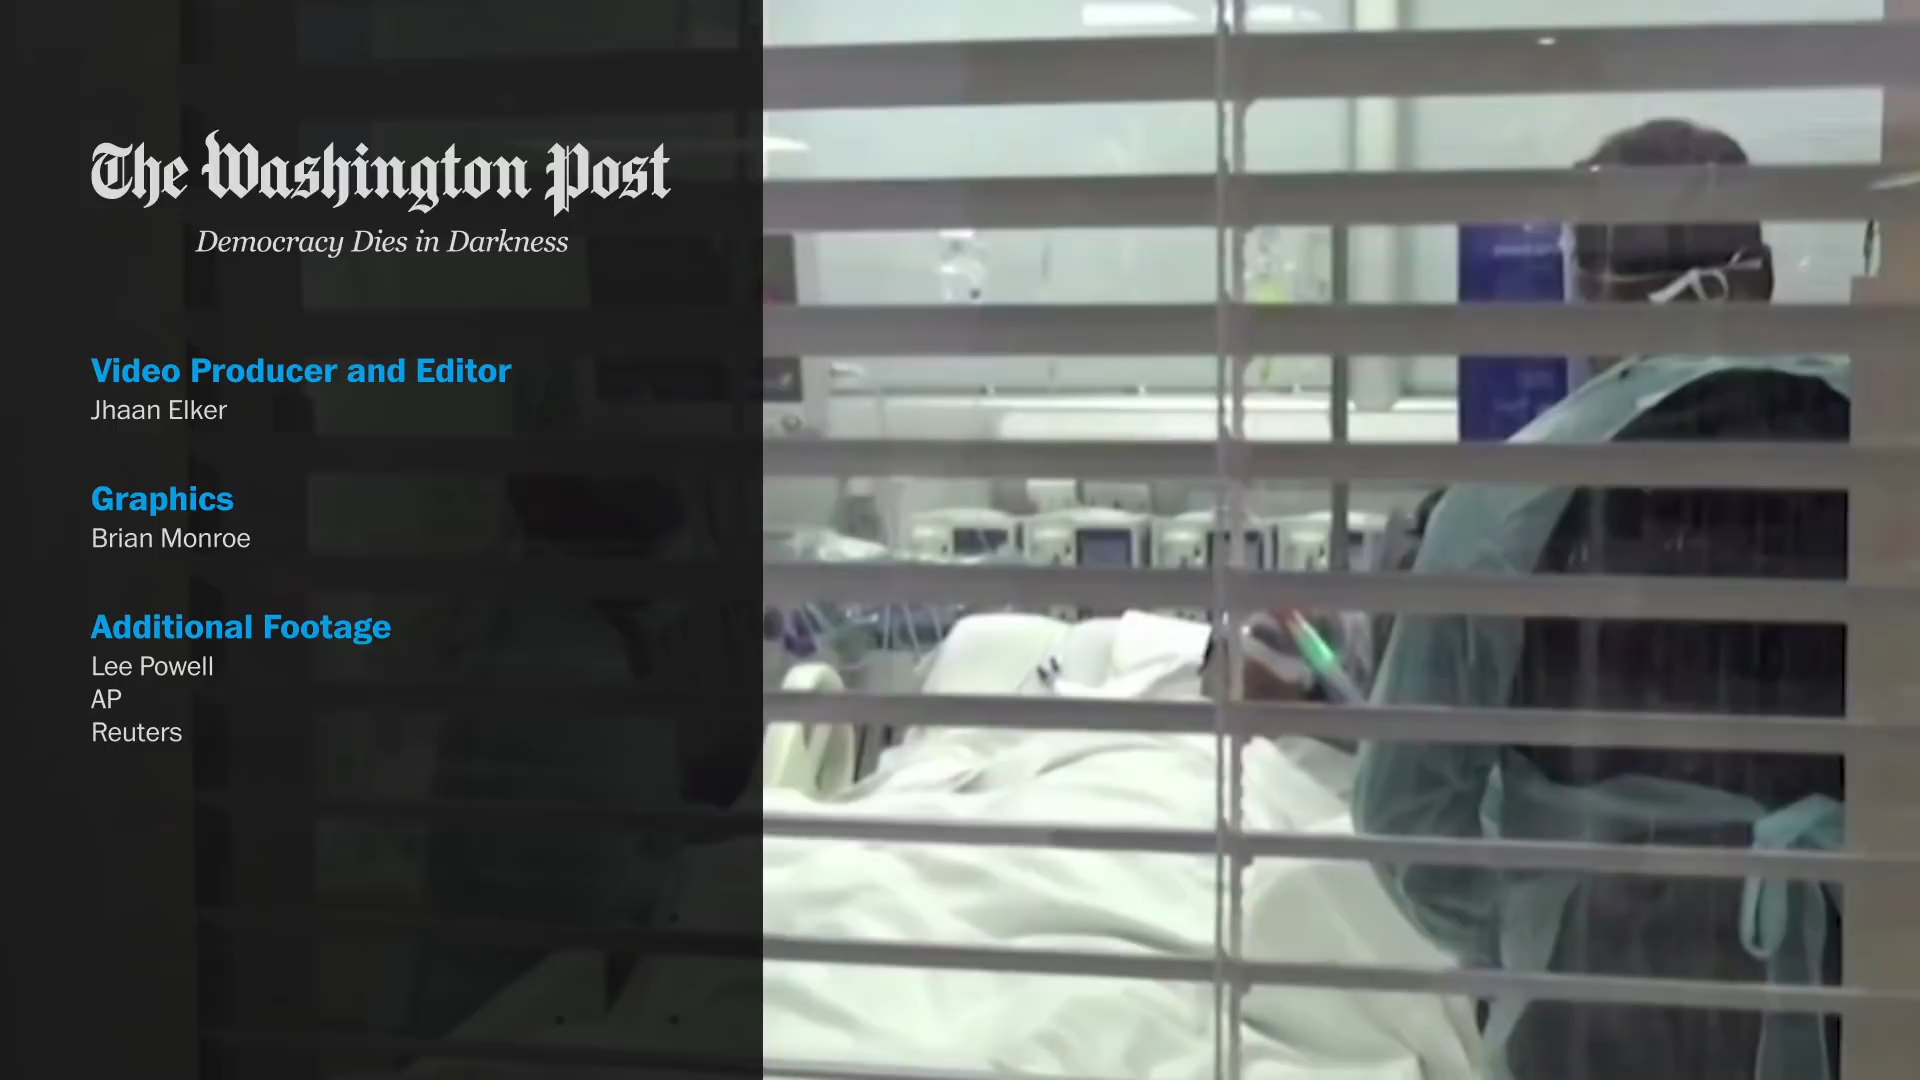 The Washington Post
Democracy Dies in Darkness
Video Producer and Editor
Jhaan Elker
Graphics
Brian Monroe
Additional Footage
Lee Powell
AP
Reuters